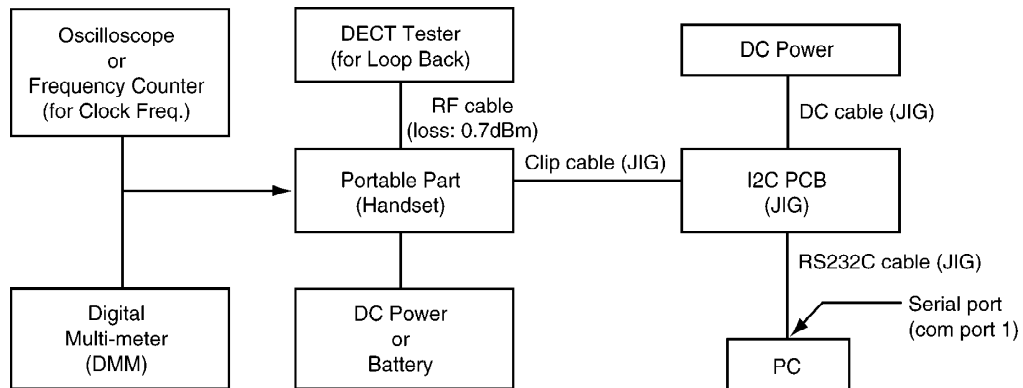 Oscilloscope
or
Frequency Counter
(for Clock Freq.)
DECT Tester
(for Loop Back)
DC Power
RF cable
(loss: 0.7dBm)
DC cable (JIG)
Clip cable (JIG)
Portable Part
(Handset)
I2C PCB
(JIG)
RS232C cable (JIG)
Digital
Multi-meter
(DMM)
DC Power
or
Battery
Serial port
(com port 1)
PC